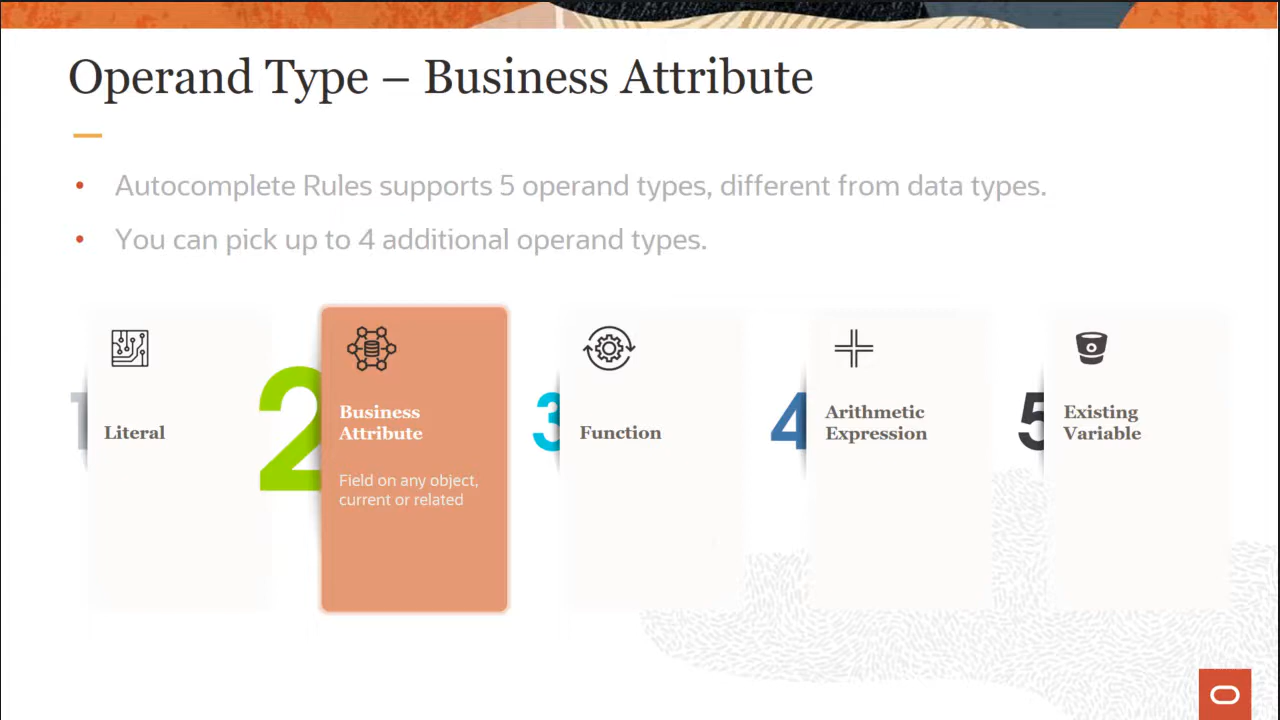 Operand Type – Business Attribute
• Autocomplete Rules supports 5 operand types, different from data types.
• You can pick up to 4 additional operand types.
1
Literal
2
Business
Attribute
Field on any object,
current or related
3
Function
4
Arithmetic
Expression
5
Existing
Variable